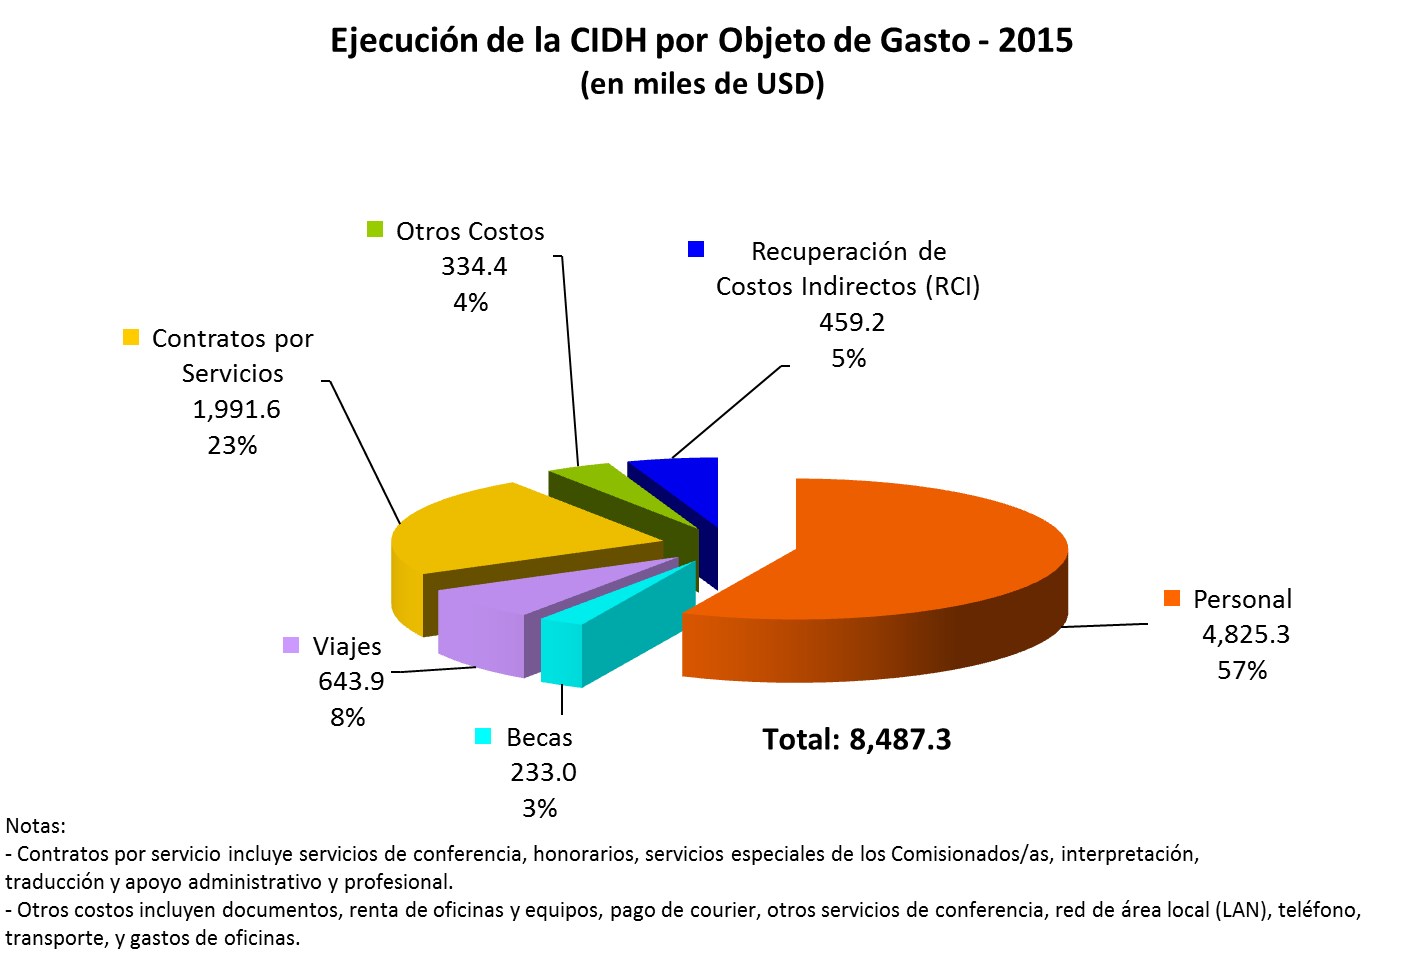 Ejecución de la CIDH por Objeto de Gasto - 2015
(en miles de USD)
Otros Costos
334.4
4%
Recuperación de
Costos Indirectos (RCI)
459.2
5%
Contratos por
Servicios
1,991.6
23%
Personal
4,825.3
57%
Viajes
643.9
8%
Becas
233.0
3%
Total: 8,487.3
Notas:
- Contratos por servicio incluye servicios de conferencia, honorarios, servicios especiales de los Comisionados/as, interpretación,
traducción y apoyo administrativo y profesional.
- Otros costos incluyen documentos, renta de oficinas y equipos, pago de courier, otros servicios de conferencia, red de área local (LAN), teléfono,
transporte, y gastos de oficinas.